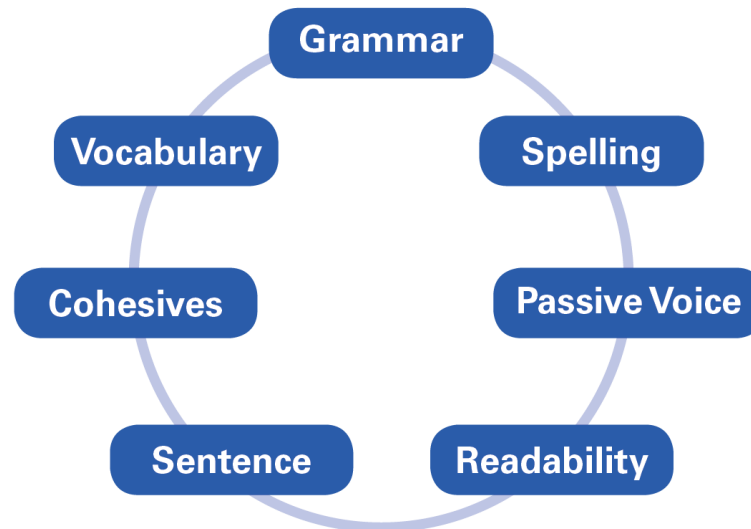 Grammar
Vocabulary
Spelling
Cohesives
Passive Voice
Sentence
Readability